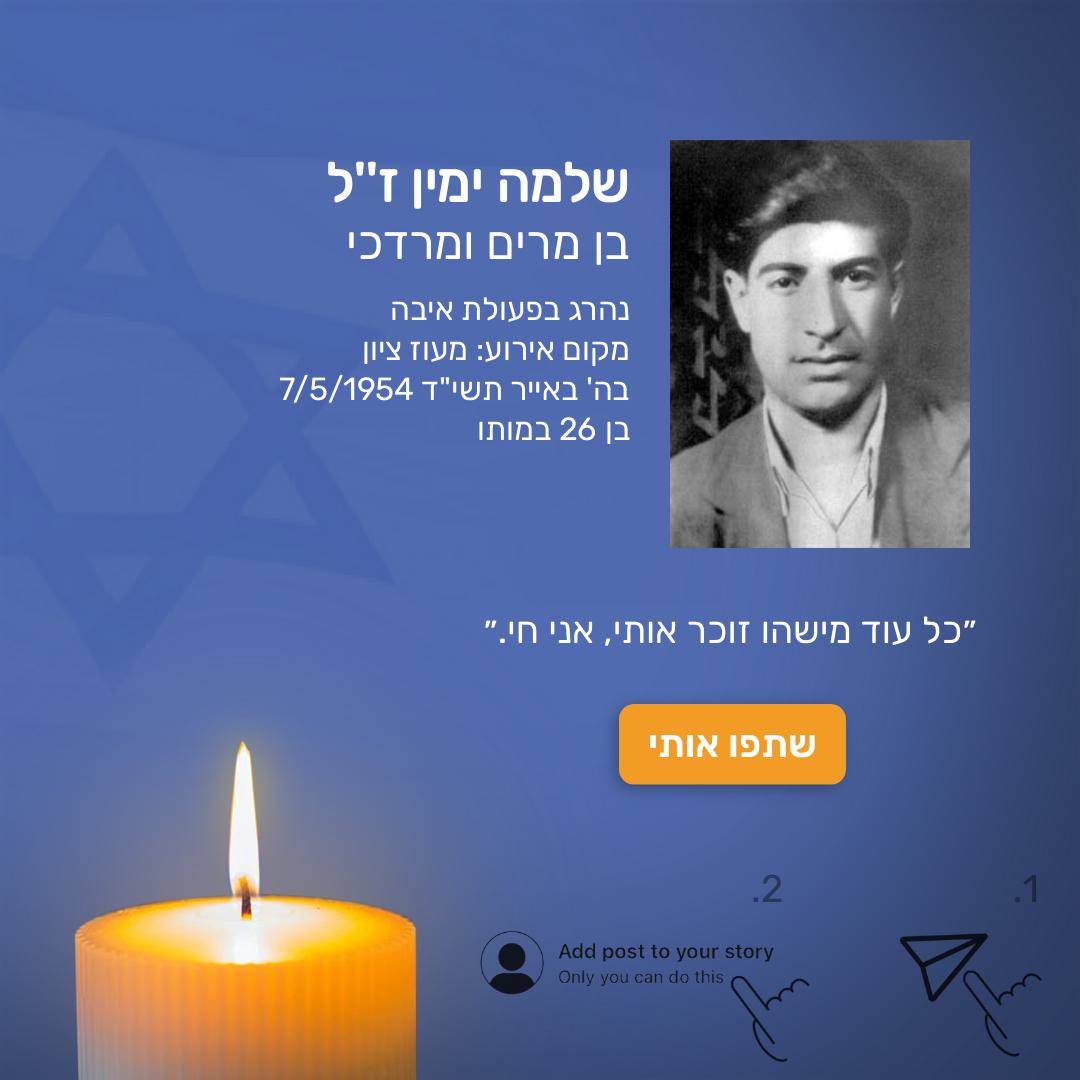 שלמה ימין ז"ל
בן מרים ומרדכי
נהרג בפעולת איבה
מקום אירוע: מעוז ציון
בה' באייר תשי"ד 7/5/1954
בן 26 במותו
״כל עוד מישהו זוכר אותי, אני חי.״
שתפו אותי
1.
2.
Add post to your story
Only you can do this